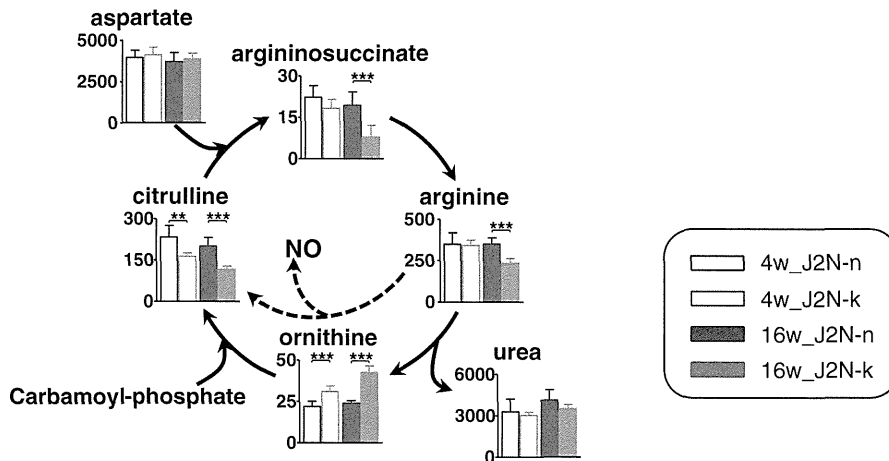 aspartate
5000
2500
0
argininosuccinate
30
15
0
***
citrulline
300
150
0
** ***
NO
arginine
500
250
0
***
ornithine
50
25
0
*** ***
Carbamoyl-phosphate
urea
6000
3000
0
4w_J2N-n
4w_J2N-k
16w_J2N-n
16w_J2N-k